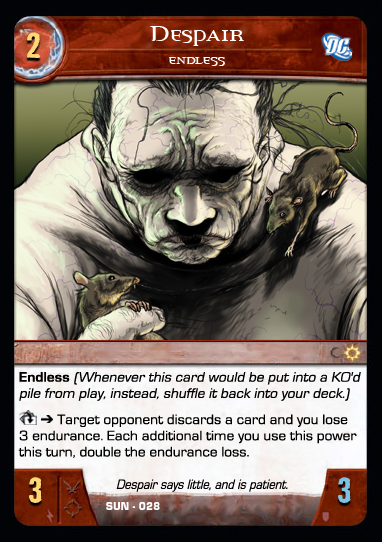 2
DESPAIR
DC
ENDLESS
Endless (Whenever this card would be put into a KO'd
pile from play, instead, shuffle it back into your deck.)
➔ Target opponent discards a card and you lose
3 endurance. Each additional time you use this power
this turn, double the endurance loss.
Despair says little, and is patient.
3
SUN - 028
3